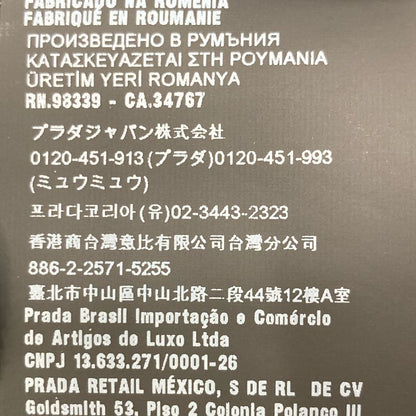 FABRICADO NA ROMÉNIA
FABRIQUÉ EN ROUMANIE
ПРОИЗВЕДЕНО В РУМЪНИЯ
ΚΑΤΑΣΚΕΥΑΖΕΤΑΙ ΣΤΗ ΡΟΥΜΑΝΙΑ
ÜRETİM YERİ ROMANYA
RN.98339 - CA.34767
プラダジャパン株式会社
0120-451-913(プラダ)0120-451-993
(ミュウミュウ)
프라다코리아(유)02-3443-2323
香港商台灣意比有限公司台灣分公司
886-2-2571-5255
臺北市中山區中山北路二段44號12樓A室
Prada Brasil Importação e Comércio
de Artigos de Luxo Ltda
CNPJ 13.633.271/0001-26
PRADA RETAIL MÉXICO, S DE RL DE CV
Goldsmith 53, Piso 2 Colonia Polanco III